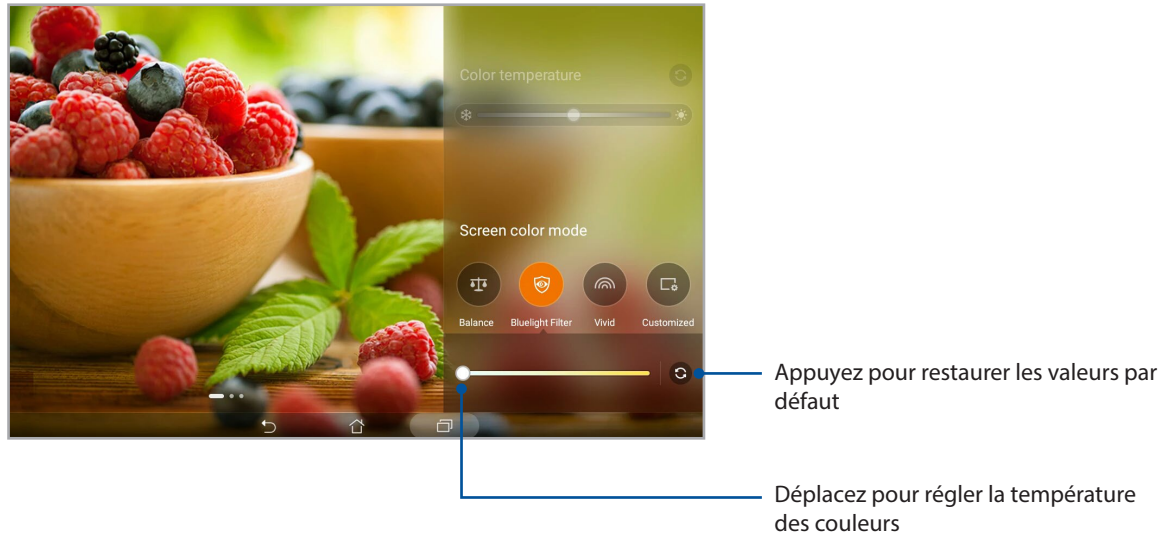 Color temperature
Screen color mode
Balance
Bluelight Filter
Vivid
Customized
Appuyez pour restaurer les valeurs par
défaut
Déplacez pour régler la température
des couleurs